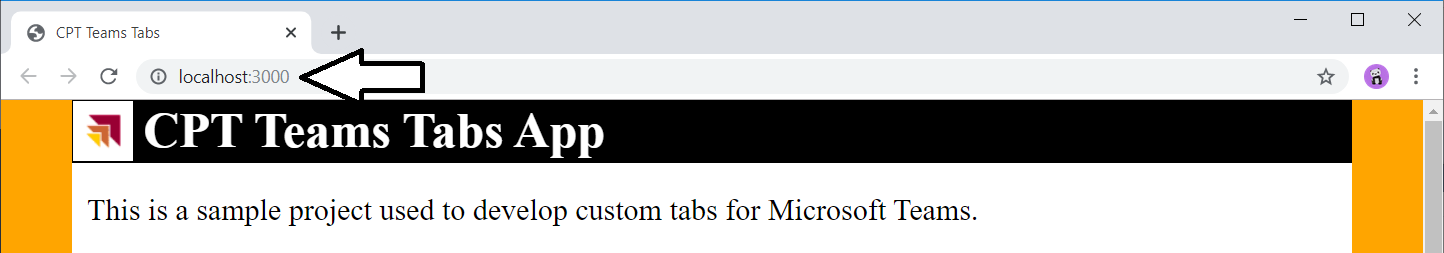 CPT Teams Tabs
localhost:3000
CPT Teams Tabs App
This is a sample project used to develop custom tabs for Microsoft Teams.